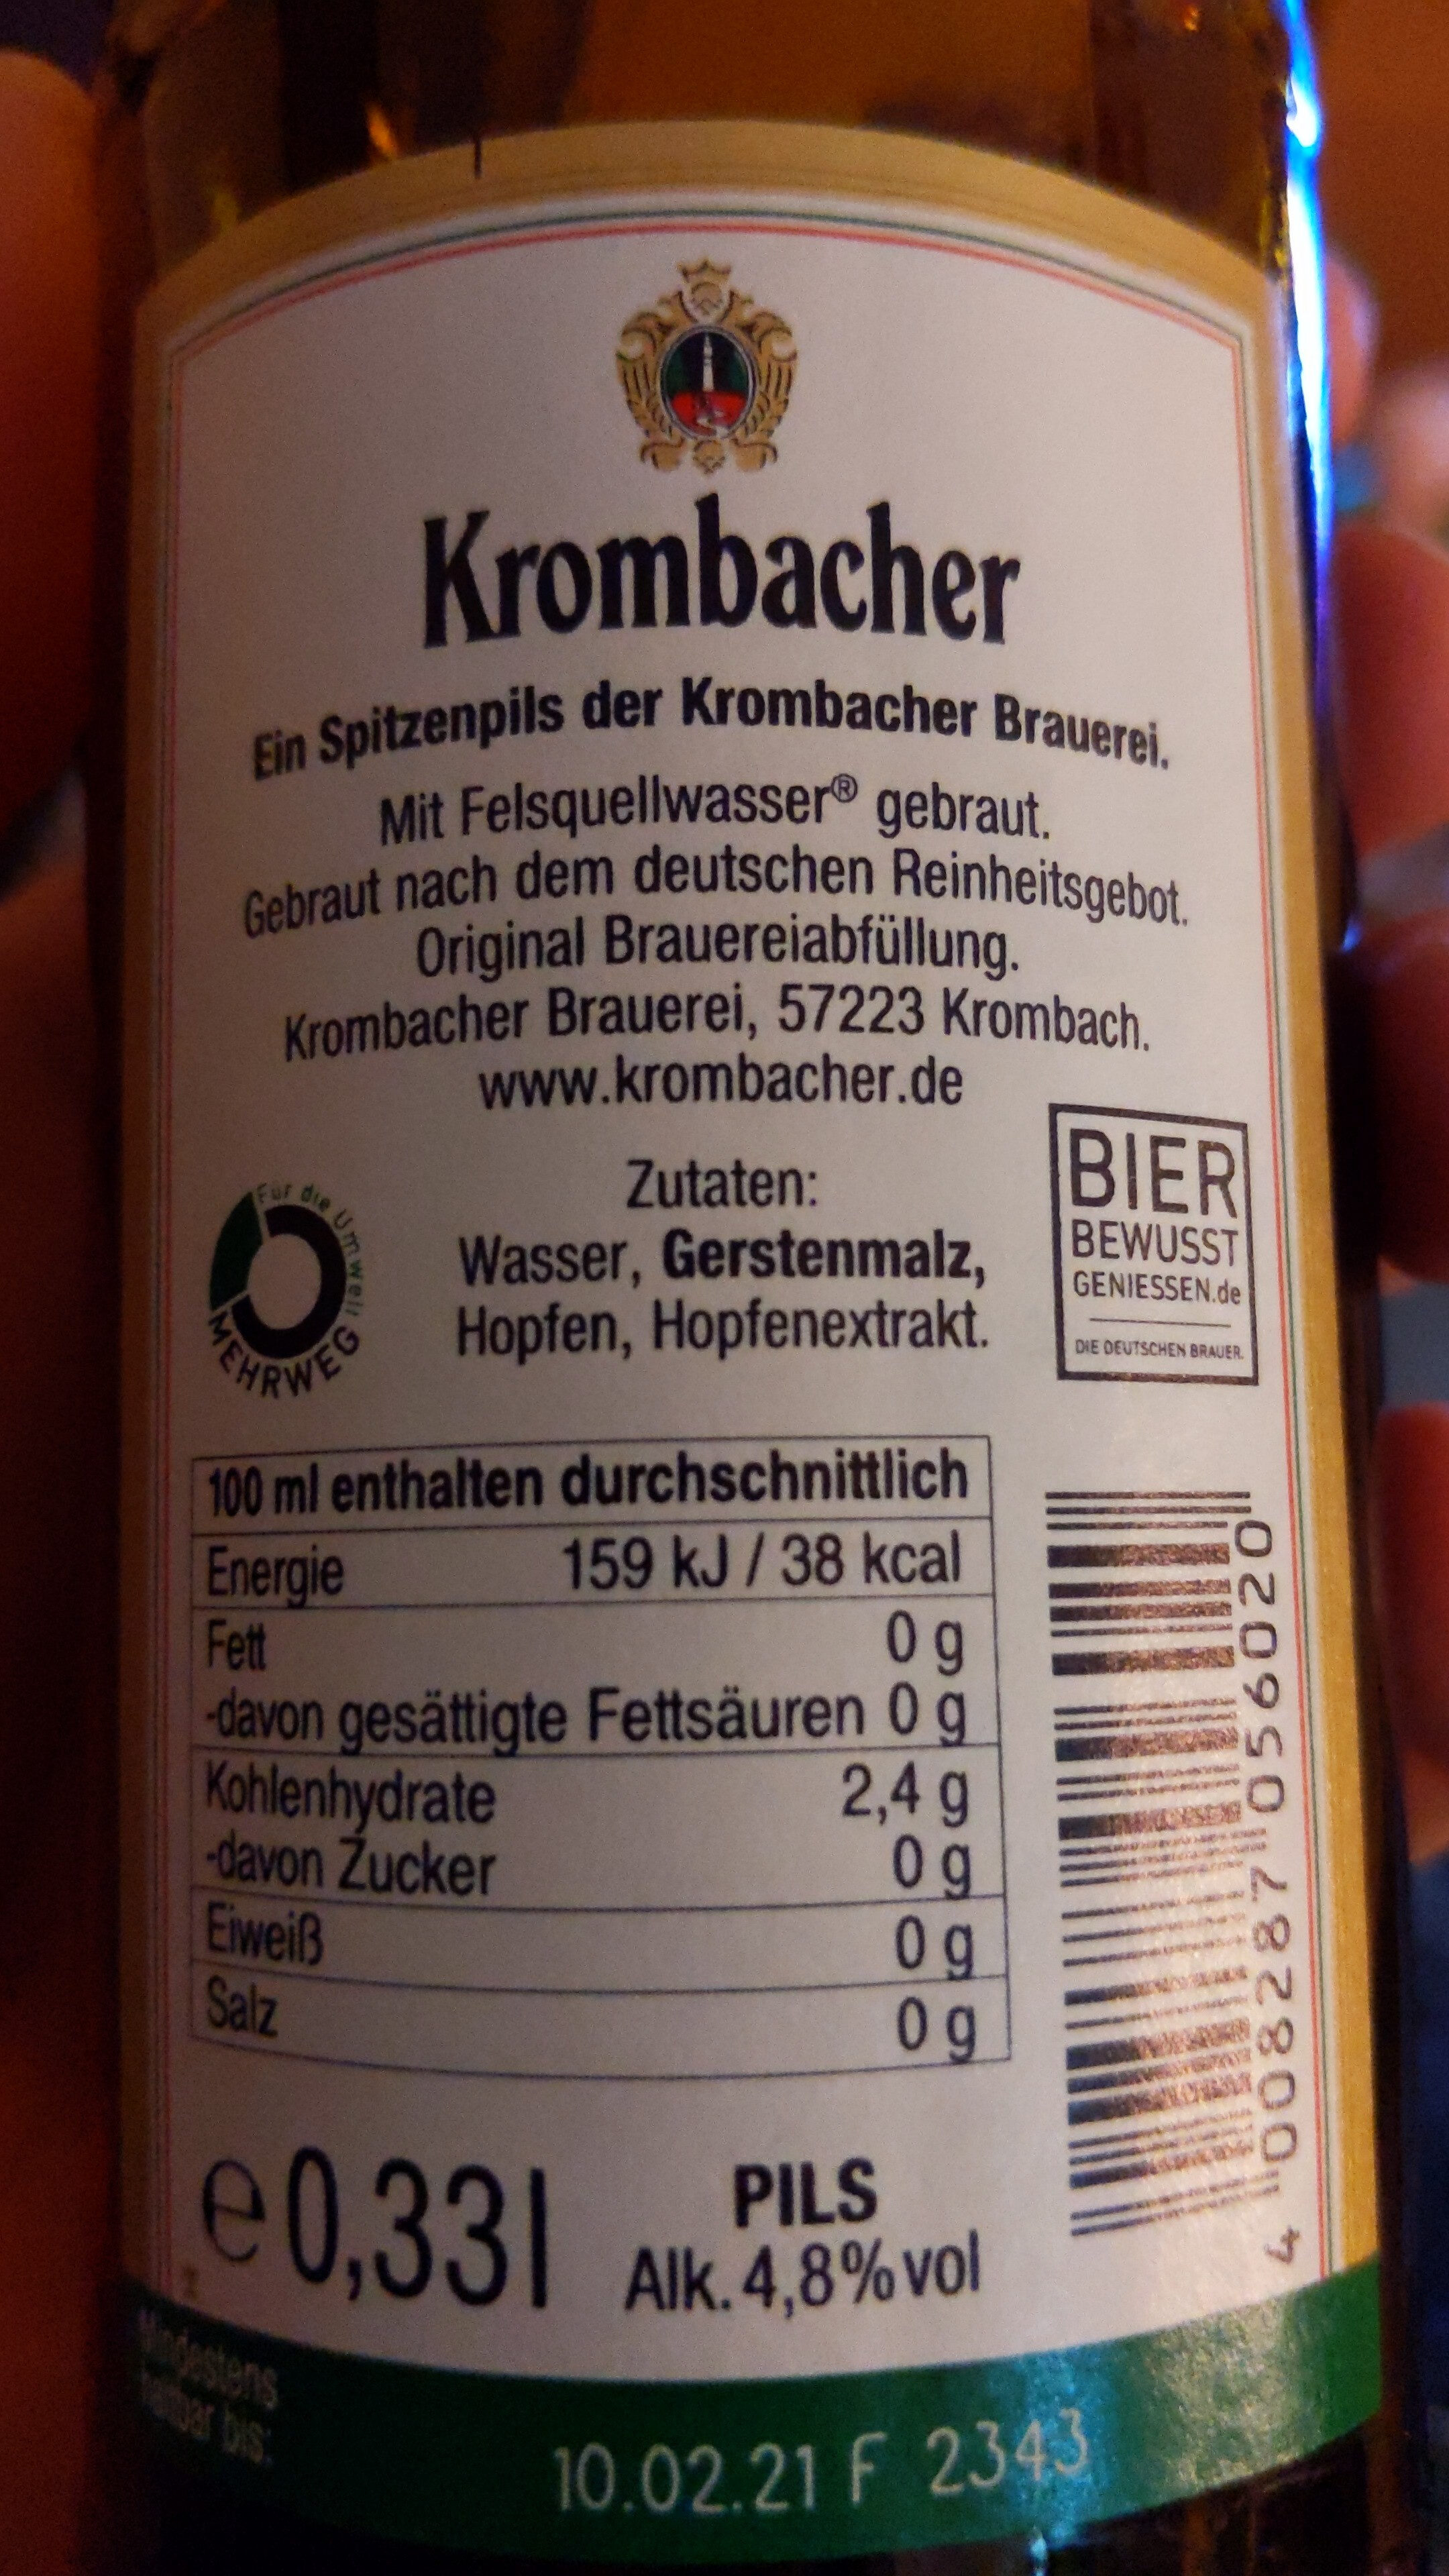 Krombacher
Ein Spitzenpils der Krombacher Brauerei.
Mit Felsquellwasser® gebraut.
Gebraut nach dem deutschen Reinheitsgebot.
Original Brauereiabfüllung.
Krombacher Brauerei, 57223 Krombach.
www.krombacher.de
Für die Umwelt
MEHRWEG
Zutaten:
Wasser, Gerstenmalz,
Hopfen, Hopfenextrakt.
BIER
BEWUSST
GENIESSEN.de
DIE DEUTSCHEN BRAUER.
100 ml enthalten durchschnittlich
Energie 159 kJ / 38 kcal
Fett 0 g
-davon gesättigte Fettsäuren 0 g
Kohlenhydrate 2,4 g
-davon Zucker 0 g
Eiweiß 0 g
Salz 0 g
4 008287 056020
e 0,33l
PILS
Alk. 4,8% vol
Mindestens
haltbar bis:
10.02.21 F 2343